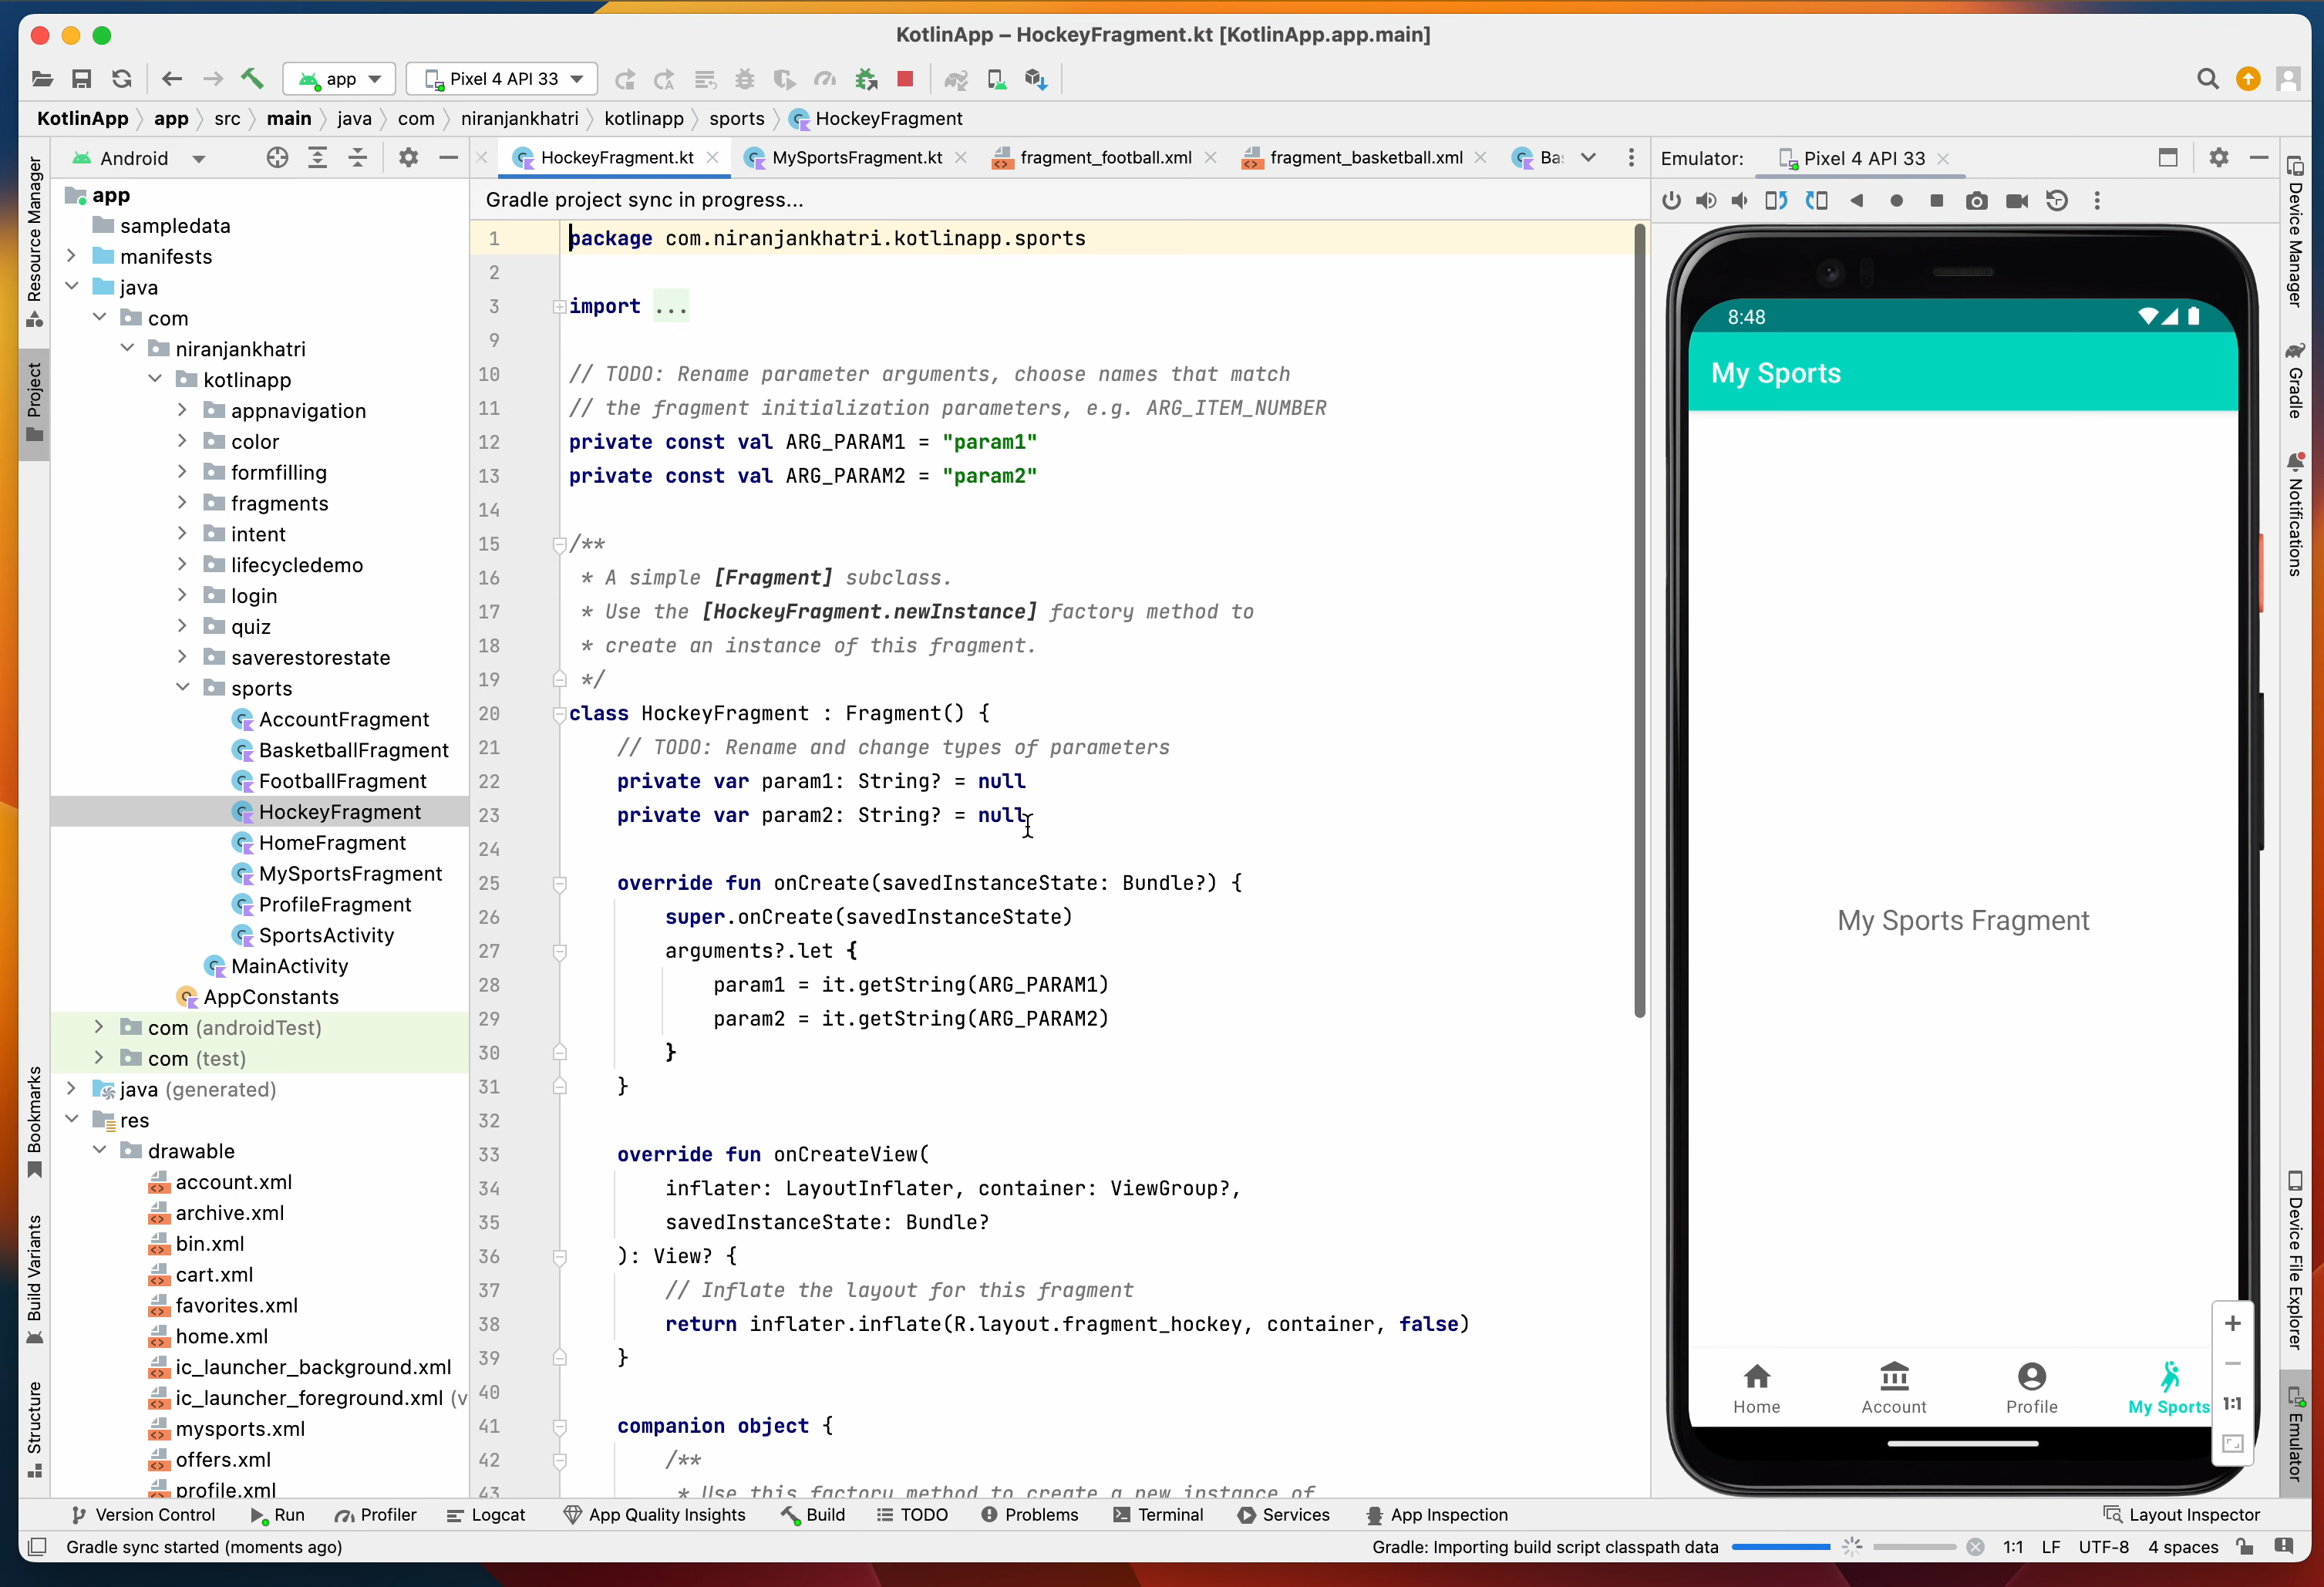 KotlinApp – HockeyFragment.kt [KotlinApp.app.main]
app
Pixel 4 API 33
KotlinApp
app
src
main
java
com
niranjankhatri
kotlinapp
sports
HockeyFragment
Android
HockeyFragment.kt
MySportsFragment.kt
fragment_football.xml
fragment_basketball.xml
Emulator:
Pixel 4 API 33
Resource Manager
Project
Bookmarks
Build Variants
Structure
app
sampledata
manifests
java
com
niranjankhatri
kotlinapp
appnavigation
color
formfilling
fragments
intent
lifecycledemo
login
quiz
saverestorestate
sports
AccountFragment
BasketballFragment
FootballFragment
HockeyFragment
HomeFragment
MySportsFragment
ProfileFragment
SportsActivity
MainActivity
AppConstants
com (androidTest)
com (test)
java (generated)
res
drawable
account.xml
archive.xml
bin.xml
cart.xml
favorites.xml
home.xml
ic_launcher_background.xml
ic_launcher_foreground.xml (v
mysports.xml
offers.xml
profile.xml
Gradle project sync in progress...
1 package com.niranjankhatri.kotlinapp.sports
2
3 import ...
9
10 // TODO: Rename parameter arguments, choose names that match
11 // the fragment initialization parameters, e.g. ARG_ITEM_NUMBER
12 private const val ARG_PARAM1 = "param1"
13 private const val ARG_PARAM2 = "param2"
14
15 /**
16 * A simple [Fragment] subclass.
17 * Use the [HockeyFragment.newInstance] factory method to
18 * create an instance of this fragment.
19 */
20 class HockeyFragment : Fragment() {
21 // TODO: Rename and change types of parameters
22 private var param1: String? = null
23 private var param2: String? = null
24
25 override fun onCreate(savedInstanceState: Bundle?) {
26 super.onCreate(savedInstanceState)
27 arguments?.let {
28 param1 = it.getString(ARG_PARAM1)
29 param2 = it.getString(ARG_PARAM2)
30 }
31 }
32
33 override fun onCreateView(
34 inflater: LayoutInflater, container: ViewGroup?,
35 savedInstanceState: Bundle?
36 ): View? {
37 // Inflate the layout for this fragment
38 return inflater.inflate(R.layout.fragment_hockey, container, false)
39 }
40
41 companion object {
42 /**
43 * Use this factory method to create a new instance of
8:48
My Sports
My Sports Fragment
Home
Account
Profile
My Sports
1:1
Device Manager
Gradle
Notifications
Device File Explorer
Emulator
Version Control
Run
Profiler
Logcat
App Quality Insights
Build
TODO
Problems
Terminal
Services
App Inspection
Layout Inspector
Gradle sync started (moments ago)
Gradle: Importing build script classpath data
1:1
LF
UTF-8
4 spaces